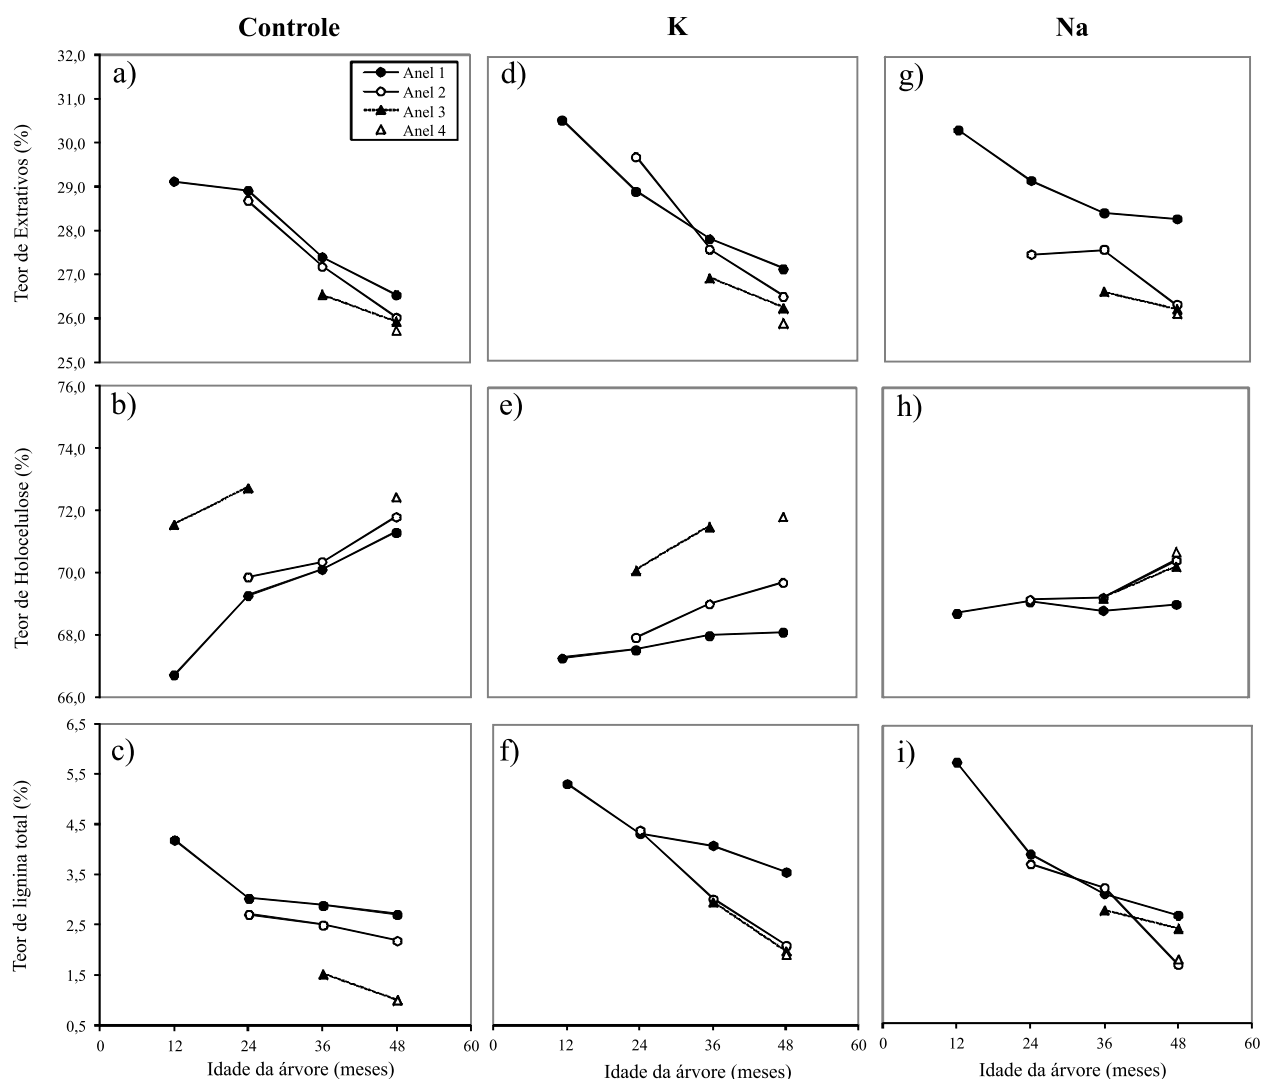 Controle
K
Na
a)
d)
g)
Anel 1
Anel 2
Anel 3
Anel 4
Teor de Extrativos (%)
32,0
31,0
30,0
29,0
28,0
27,0
26,0
25,0
b)
e)
h)
Teor de Holocelulose (%)
76,0
74,0
72,0
70,0
68,0
66,0
c)
f)
i)
Teor de lignina total (%)
6,5
5,5
4,5
3,5
2,5
1,5
0,5
0 12 24 36 48 60
0 12 24 36 48 60
0 12 24 36 48 60
Idade da árvore (meses)
Idade da árvore (meses)
Idade da árvore (meses)